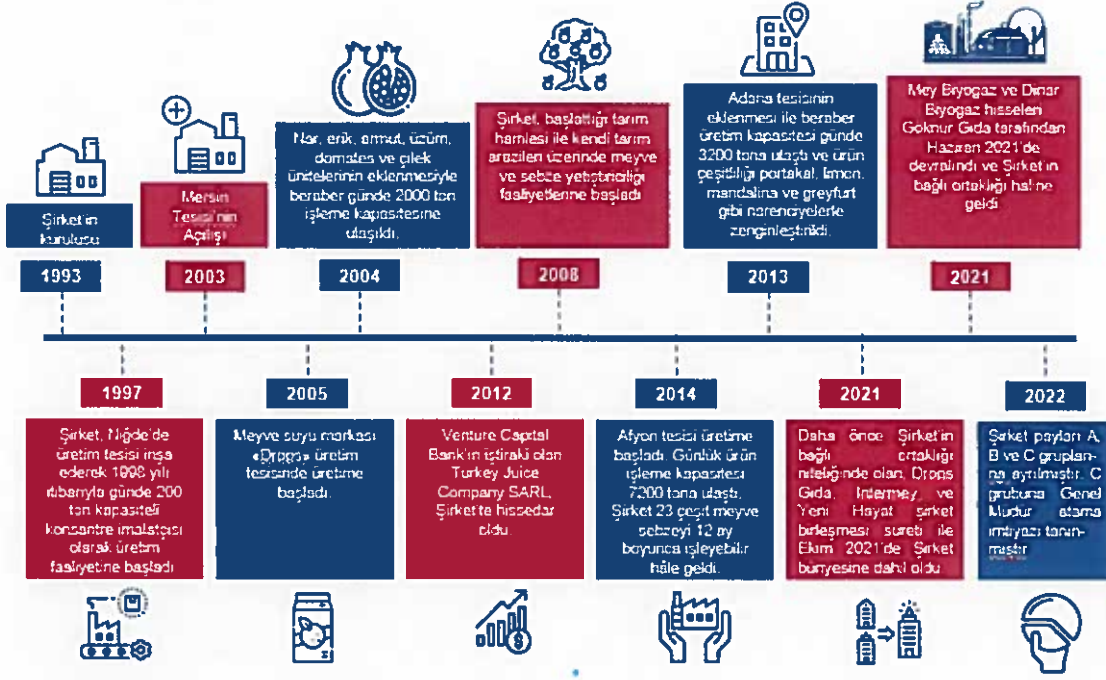 Şirket'in
kuruluşu
1993
Mersin
Tesisi'nin
Açılışı
2003
Nar, erik, armut, üzüm,
domates ve çilek
ünitelerinin eklenmesiyle
beraber günde 2000 ton
işleme kapasitesine
ulaşıldı.
2004
Şirket, başlattığı tarım
hamlesi ile kendi tarım
arazileri üzerinde meyve
ve sebze yetiştiriciliği
faaliyetlerine başladı
2008
Adana tesisinin
eklenmesi ile beraber
üretim kapasitesi günde
3200 tona ulaştı ve ürün
çeşitliliği portakal, limon,
mandalina ve greyfurt
gibi narenciyelerle
zenginleştirildi.
2013
Mey Biyogaz ve Dinar
Biyogaz hisseleri
Göknur Gıda tarafından
Haziran 2021'de
devralındı ve Şirket'in
bağlı ortaklığı haline
geldi
2021
1997
Şirket, Niğde'de
üretim tesisi inşa
ederek 1998 yılı
itibarıyla günde 200
ton kapasiteli
konsantre imalatçısı
olarak üretim
faaliyetine başladı
2005
Meyve suyu markası
«Drops» üretim
tesisinde üretime
başladı.
2012
Venture Capital
Bank'ın iştiraki olan
Turkey Juice
Company SARL,
Şirket'te hissedar
oldu.
2014
Afyon tesisi üretime
başladı. Günlük ürün
işleme kapasitesi
7200 tona ulaştı.
Şirket 23 çeşit meyve
sebzeyi 12 ay
boyunca işleyebilir
hâle geldi.
2021
Daha önce Şirket'in
bağlı ortaklığı
niteliğinde olan, Drops
Gıda, Intermey ve
Yeni Hayat şirket
birleşmesi sureti ile
Ekim 2021'de Şirket
bünyesine dahil oldu
2022
Şirket payları A,
B ve C grupları-
na ayrılmıştır. C
grubuna Genel
Müdür atama
imtiyazı tanın-
mıştır